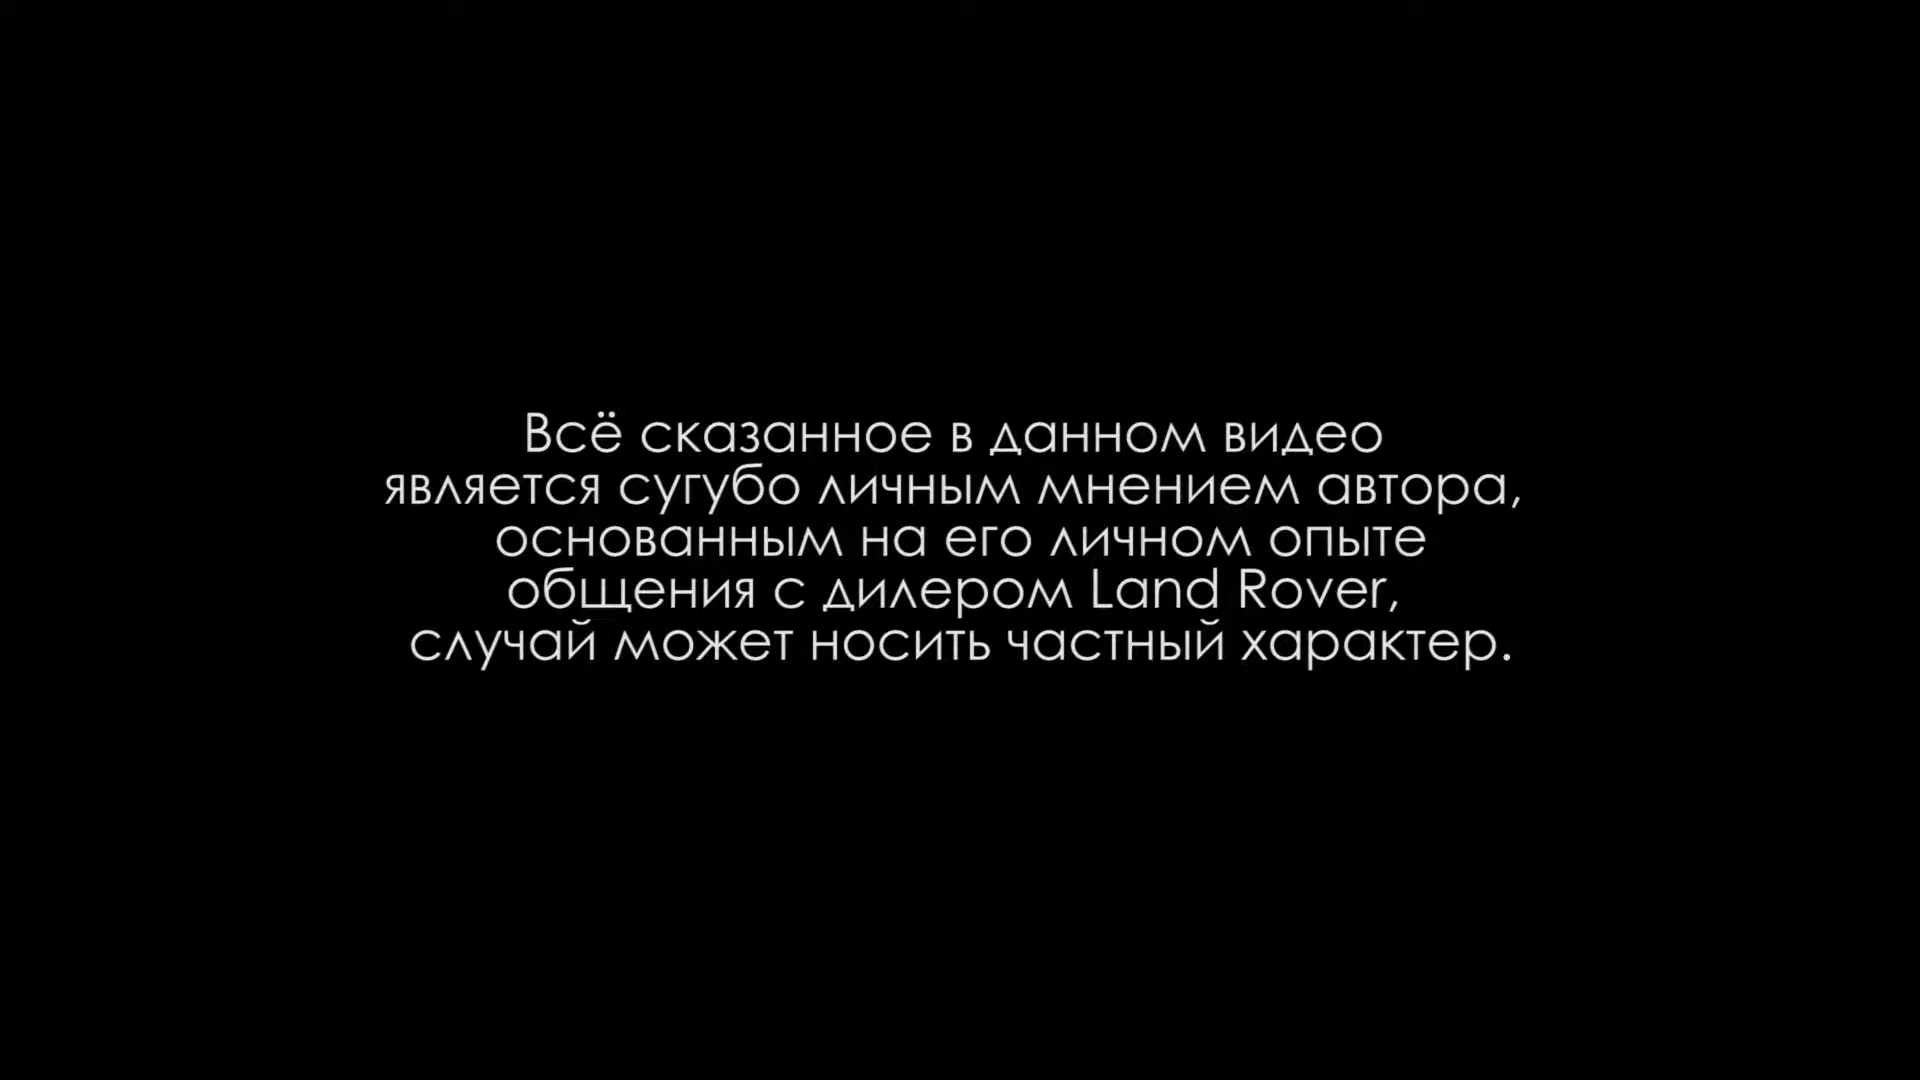 Всё сказанное в данном видео
является сугубо личным мнением автора,
основанным на его личном опыте
общения с дилером Land Rover,
случай может носить частный характер.